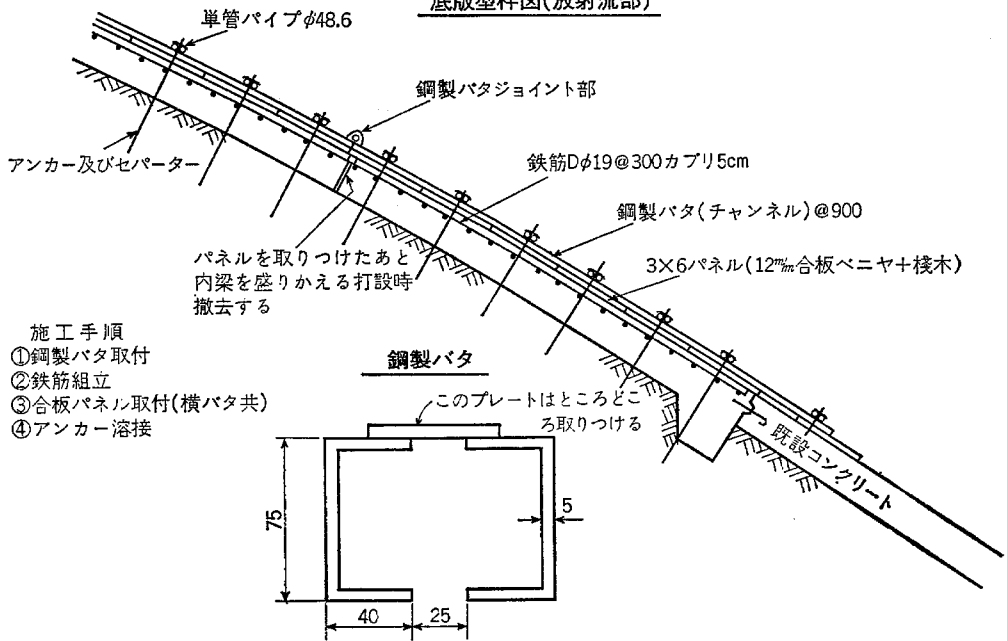 底版型枠図(放射流部)
単管パイプφ48.6
鋼製バタジョイント部
アンカー及びセパーター
鉄筋Dφ19@300カブリ5cm
鋼製バタ(チャンネル)@900
3×6パネル(12m/m合板ベニヤ+棧木)
パネルを取りつけたあと
内梁を盛りかえる打設時
撤去する
施工手順
①鋼製バタ取付
②鉄筋組立
③合板パネル取付(横バタ共)
④アンカー溶接
鋼製バタ
このプレートはところどこ
ろ取りつける
既設コンクリート
75
5
40
25